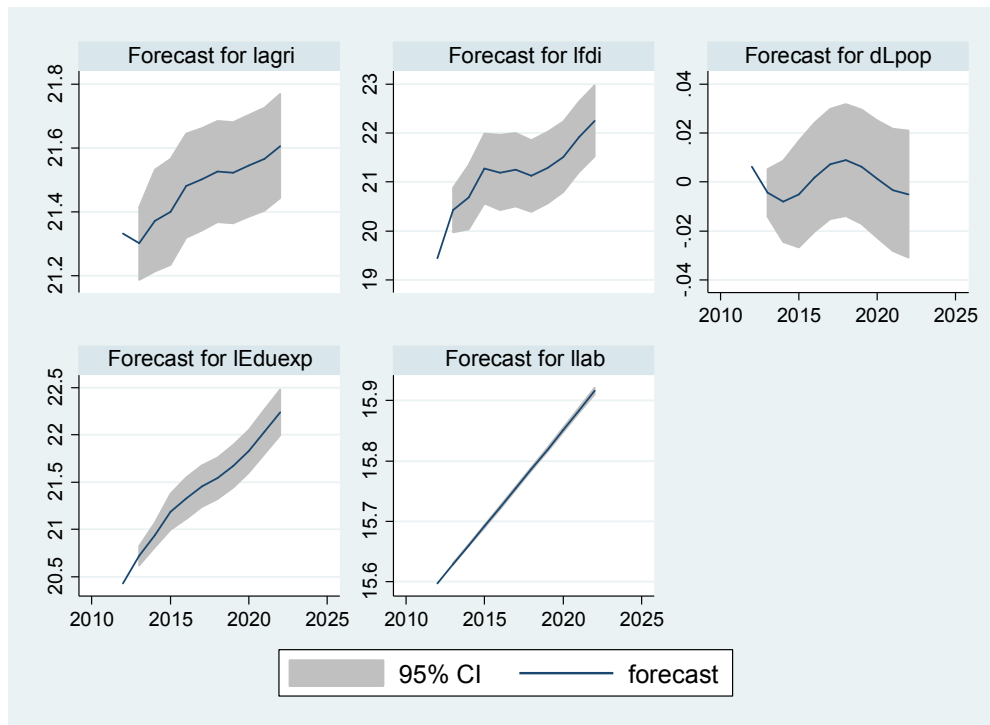 Forecast for lagri
21.8
21.6
21.4
21.2
Forecast for lfdi
23
22
21
20
19
Forecast for dLpop
.04
.02
0
-.02
-.04
2010 2015 2020 2025
Forecast for lEduexp
22.5
22
21.5
21
20.5
2010 2015 2020 2025
Forecast for llab
15.9
15.8
15.7
15.6
2010 2015 2020 2025
95% CI forecast